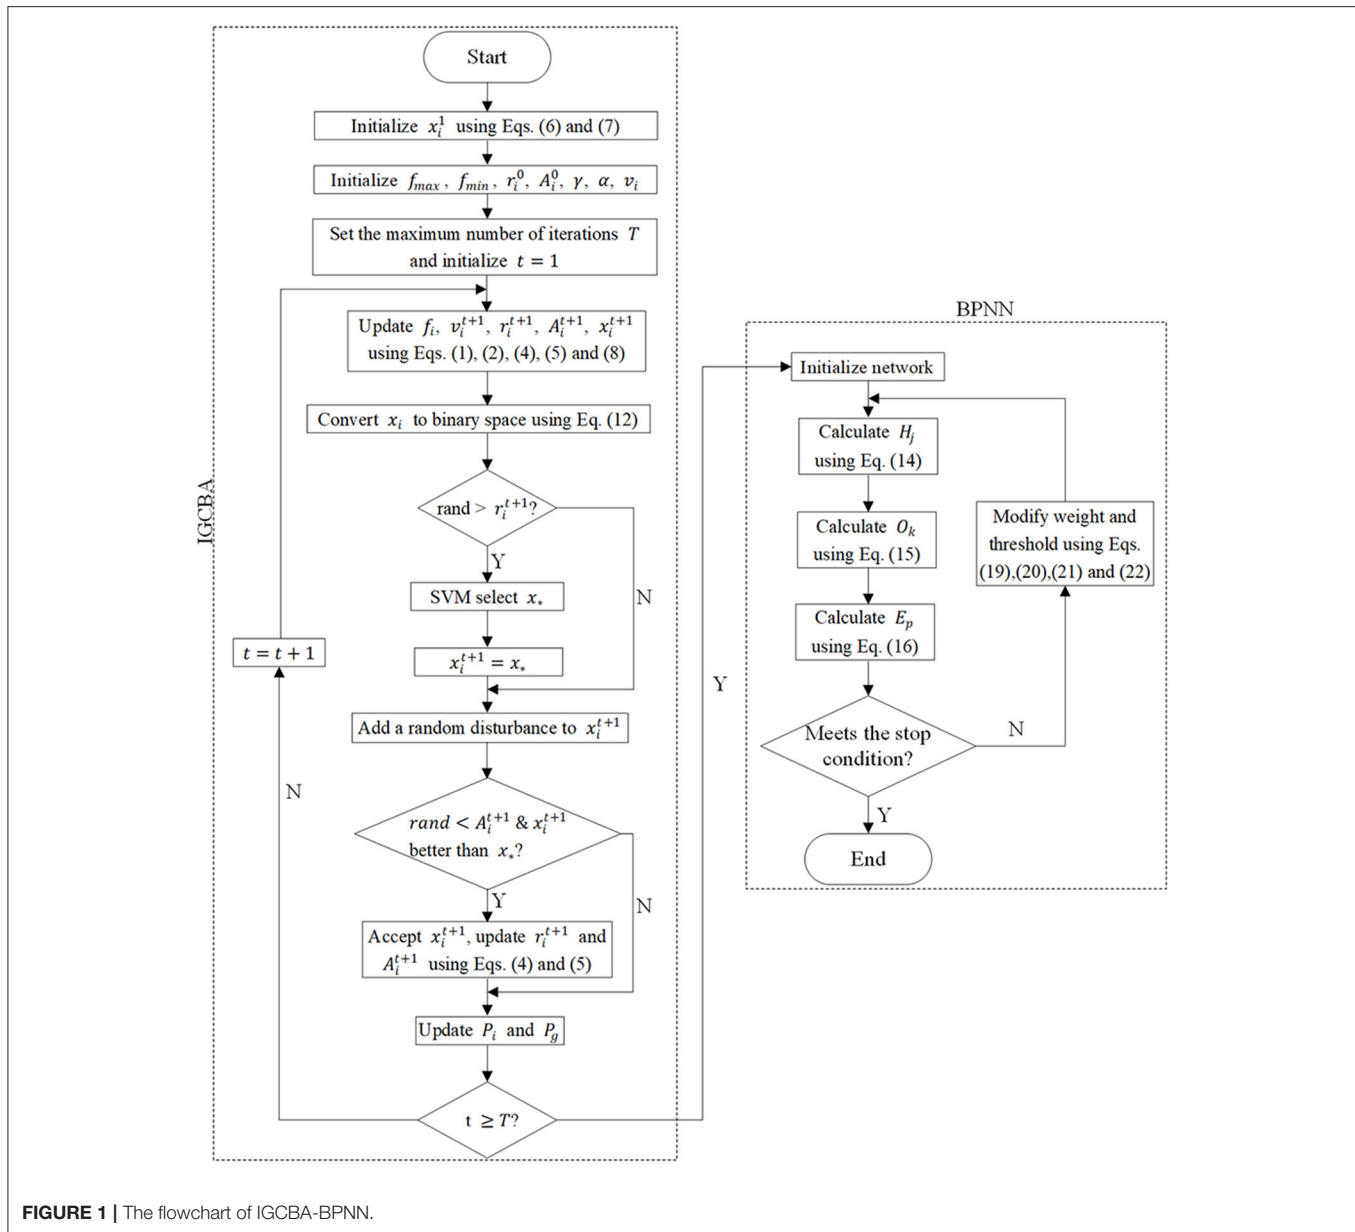 Start
Initialize $x_i^1$ using Eqs. (6) and (7)
Initialize $f_{max}$, $f_{min}$, $r_i^0$, $A_i^0$, $\gamma$, $\alpha$, $v_i$
Set the maximum number of iterations $T$
and initialize $t = 1$
Update $f_i$, $v_i^{t+1}$, $r_i^{t+1}$, $A_i^{t+1}$, $x_i^{t+1}$
using Eqs. (1), (2), (4), (5) and (8)
Convert $x_i$ to binary space using Eq. (12)
rand > $r_i^{t+1}$?
Y
N
SVM select $x_*$
$x_i^{t+1} = x_*$
Add a random disturbance to $x_i^{t+1}$
$rand < A_i^{t+1}$ & $x_i^{t+1}$
better than $x_*$?
Y
N
Accept $x_i^{t+1}$, update $r_i^{t+1}$ and
$A_i^{t+1}$ using Eqs. (4) and (5)
Update $P_i$ and $P_g$
t ≥ $T$?
N
$t = t + 1$
IGCBA
Y
BPNN
Initialize network
Calculate $H_j$
using Eq. (14)
Calculate $O_k$
using Eq. (15)
Calculate $E_p$
using Eq. (16)
Meets the stop
condition?
N
Modify weight and
threshold using Eqs.
(19),(20),(21) and (22)
Y
End
FIGURE 1 | The flowchart of IGCBA-BPNN.